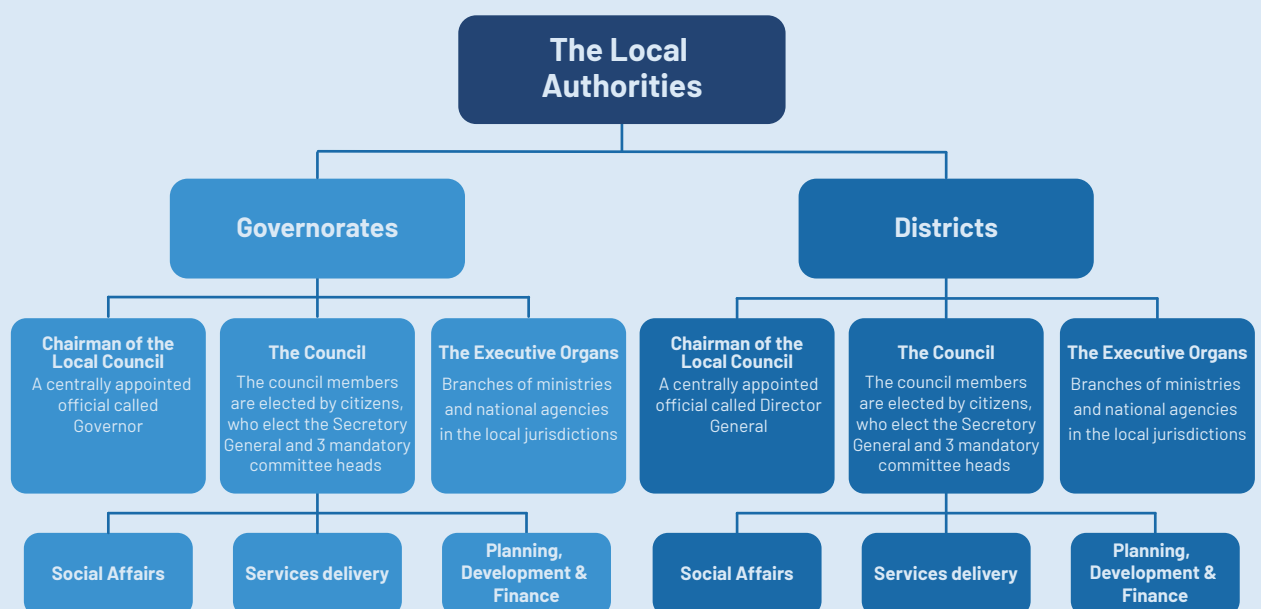 The Local
Authorities
Governorates
Districts
Chairman of the
Local Council
A centrally appointed
official called
Governor
The Council
The council members
are elected by citizens,
who elect the Secretory
General and 3 mandatory
committee heads
The Executive Organs
Branches of ministries
and national agencies
in the local jurisdictions
Chairman of the
Local Council
A centrally appointed
official called Director
General
The Council
The council members
are elected by citizens,
who elect the Secretory
General and 3 mandatory
committee heads
The Executive Organs
Branches of ministries
and national agencies
in the local jurisdictions
Social Affairs
Services delivery
Planning,
Development &
Finance
Social Affairs
Services delivery
Planning,
Development &
Finance